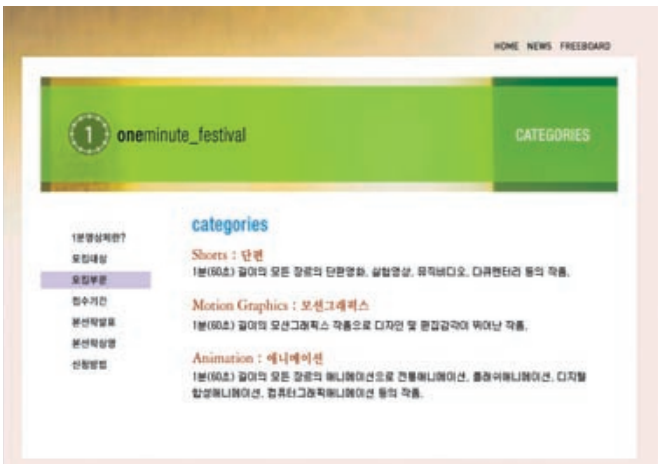 HOME NEWS FREEBOARD
1 oneminute_festival
CATEGORIES
1분영상제란?
모집대상
모집부문
접수기간
본선작발표
본선작상영
신청방법
categories
Shorts : 단편
1분(60초) 길이의 모든 장르의 단편영화, 실험영상, 뮤직비디오, 다큐멘터리 등의 작품.
Motion Graphics : 모션그래픽스
1분(60초) 길이의 모션그래픽스 작품으로 디자인 및 편집감각이 뛰어난 작품.
Animation : 애니메이션
1분(60초) 길이의 모든 장르의 애니메이션으로 전통애니메이션, 플래쉬애니메이션, 디지털
합성애니메이션, 컴퓨터그래픽애니메이션 등의 작품.